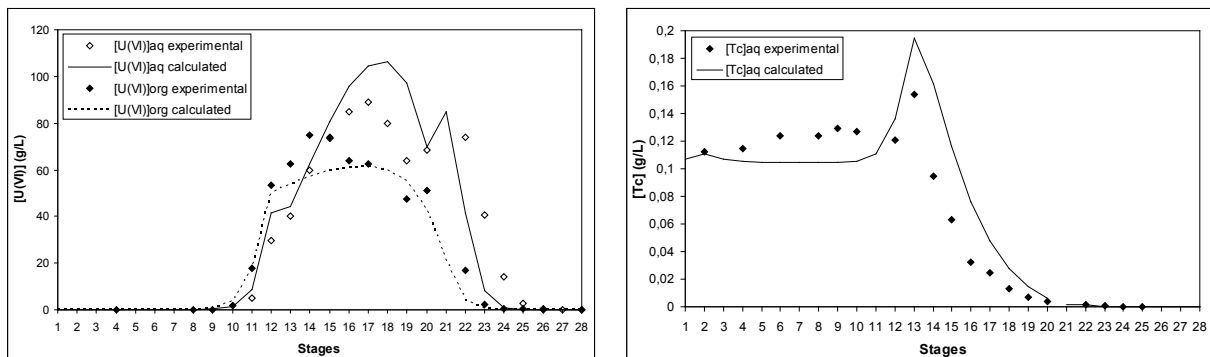 120
100
80
60
40
20
0
[U(VI)] (g/L)
[U(VI)]aq experimental
[U(VI)]aq calculated
[U(VI)]org experimental
[U(VI)]org calculated
1 2 3 4 5 6 7 8 9 10 11 12 13 14 15 16 17 18 19 20 21 22 23 24 25 26 27 28
Stages
0,2
0,18
0,16
0,14
0,12
0,1
0,08
0,06
0,04
0,02
0
[Tc] (g/L)
[Tc]aq experimental
[Tc]aq calculated
1 2 3 4 5 6 7 8 9 10 11 12 13 14 15 16 17 18 19 20 21 22 23 24 25 26 27 28
Stages